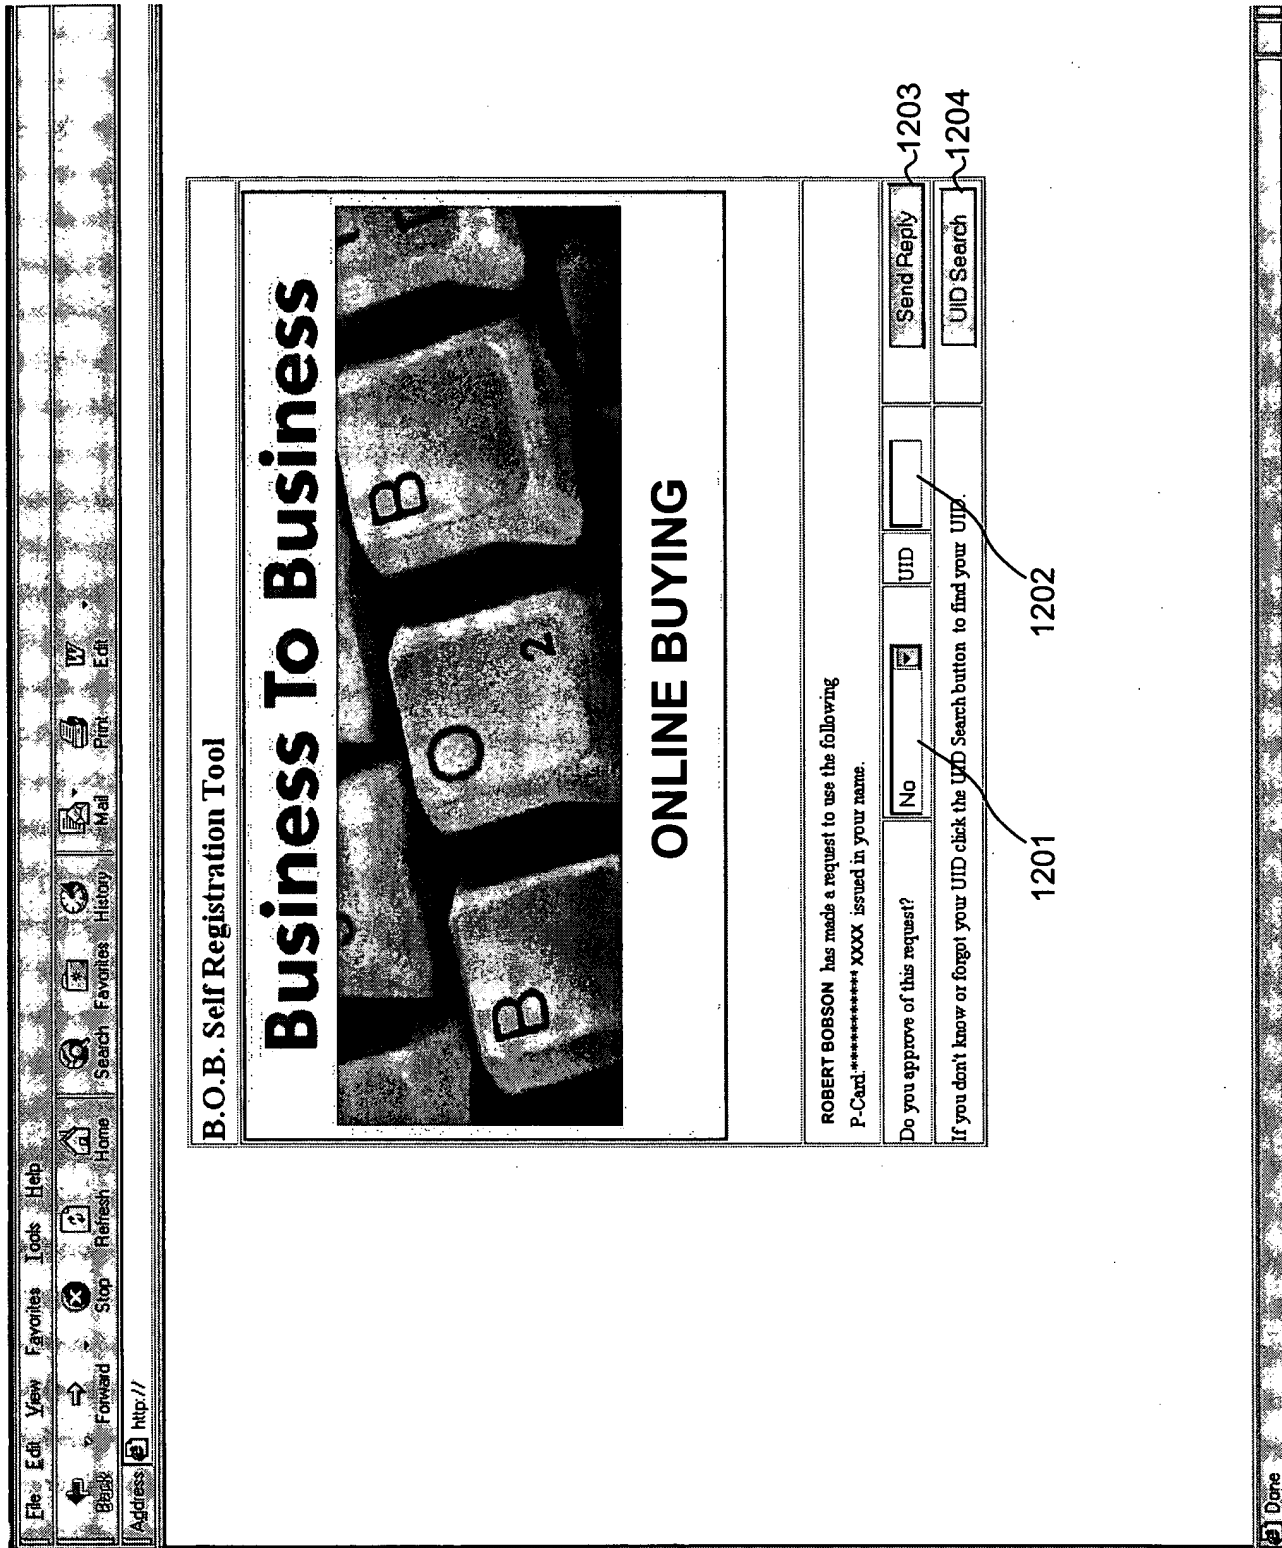 File Edit View Favorites Tools Help
Back Forward Stop Refresh Home Search Favorites History Mail Print Edit
Address http://
B.O.B. Self Registration Tool
Business To Business
B O 2 B
ONLINE BUYING
ROBERT BOBSON has made a request to use the following
P-Card:************XXXX issued in your name.
Do you approve of this request? No UID Send Reply 1203
If you don't know or forgot your UID click the UID Search button to find your UID. UID Search 1204
1201 1202
Done